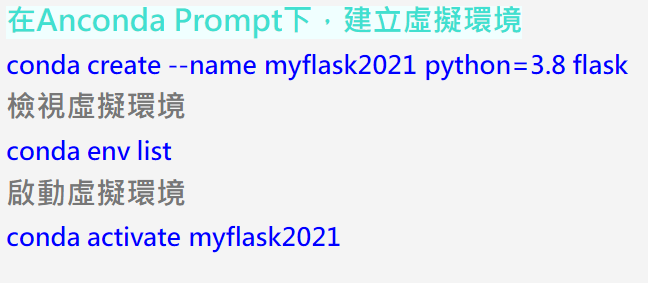 在Anconda Prompt下，建立虛擬環境
conda create --name myflask2021 python=3.8 flask
檢視虛擬環境
conda env list
啟動虛擬環境
conda activate myflask2021